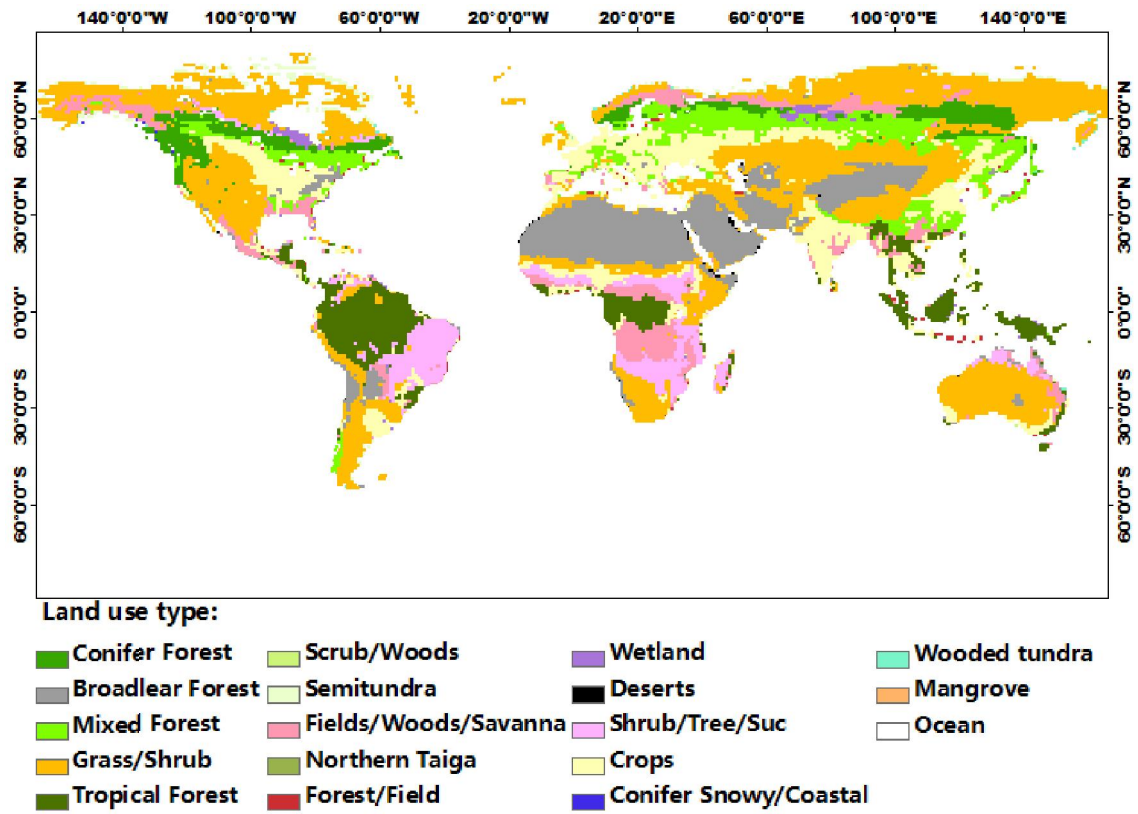 140°0'0"W 100°0'0"W 60°0'0"W 20°0'0"W 20°0'0"E 60°0'0"E 100°0'0"E 140°0'0"E
60°0'0"N 60°0'0"N
30°0'0"N 30°0'0"N
0°0'0" 0°0'0"
30°0'0"S 30°0'0"S
60°0'0"S 60°0'0"S
Land use type:
Conifer Forest Scrub/Woods Wetland Wooded tundra
Broadlear Forest Semitundra Deserts Mangrove
Mixed Forest Fields/Woods/Savanna Shrub/Tree/Suc Ocean
Grass/Shrub Northern Taiga Crops
Tropical Forest Forest/Field Conifer Snowy/Coastal